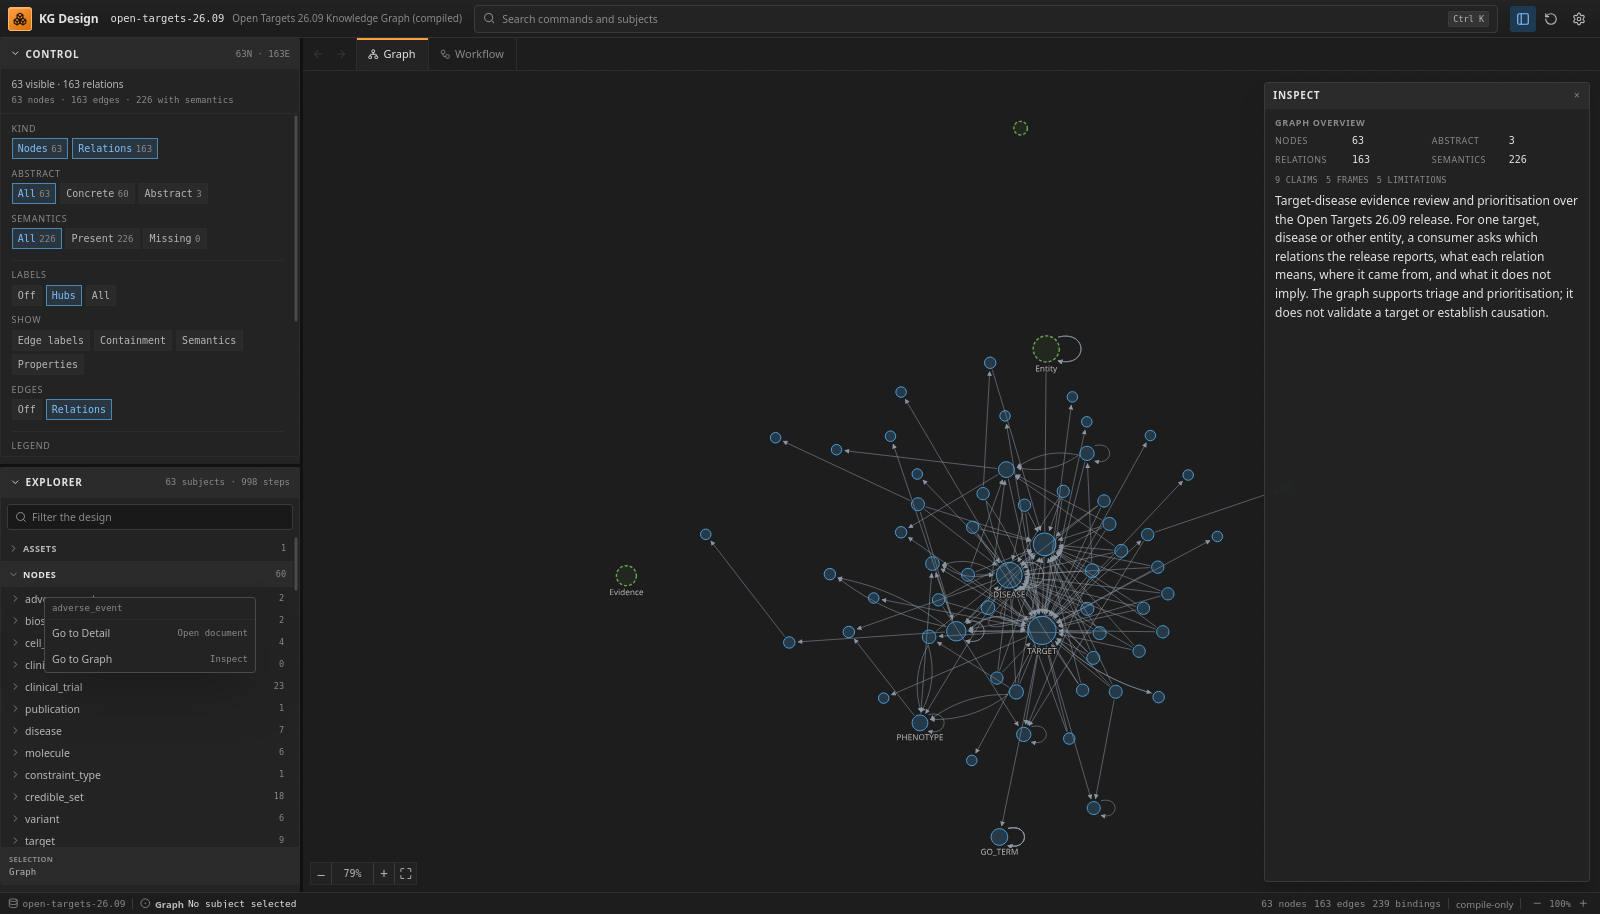 KG Design open-targets-26.09 Open Targets 26.09 Knowledge Graph (compiled)
Search commands and subjects
Ctrl K
CONTROL 63N · 163E
63 visible · 163 relations
63 nodes · 163 edges · 226 with semantics
KIND
Nodes 63 Relations 163
ABSTRACT
All 63 Concrete 60 Abstract 3
SEMANTICS
All 226 Present 226 Missing 0
LABELS
Off Hubs All
SHOW
Edge labels Containment Semantics
Properties
EDGES
Off Relations
LEGEND
EXPLORER 63 subjects · 998 steps
Filter the design
ASSETS 1
NODES 60
2
2
4
0
adverse_event
Go to Detail Open document
Go to Graph Inspect
clinical_trial 23
publication 1
disease 7
molecule 6
constraint_type 1
credible_set 18
variant 6
target 9
SELECTION
Graph
Graph Workflow
Entity
Evidence
DISEASE
TARGET
PHENOTYPE
GO_TERM
– 79% +
INSPECT ×
GRAPH OVERVIEW
NODES 63 ABSTRACT 3
RELATIONS 163 SEMANTICS 226
9 CLAIMS 5 FRAMES 5 LIMITATIONS
Target-disease evidence review and prioritisation over
the Open Targets 26.09 release. For one target,
disease or other entity, a consumer asks which
relations the release reports, what each relation
means, where it came from, and what it does not
imply. The graph supports triage and prioritisation; it
does not validate a target or establish causation.
open-targets-26.09 Graph No subject selected
63 nodes 163 edges 239 bindings compile-only – 100% +